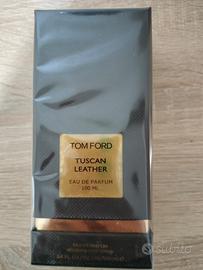 TOM FORD
TUSCAN
LEATHER
EAU DE PARFUM
100 ML
subito